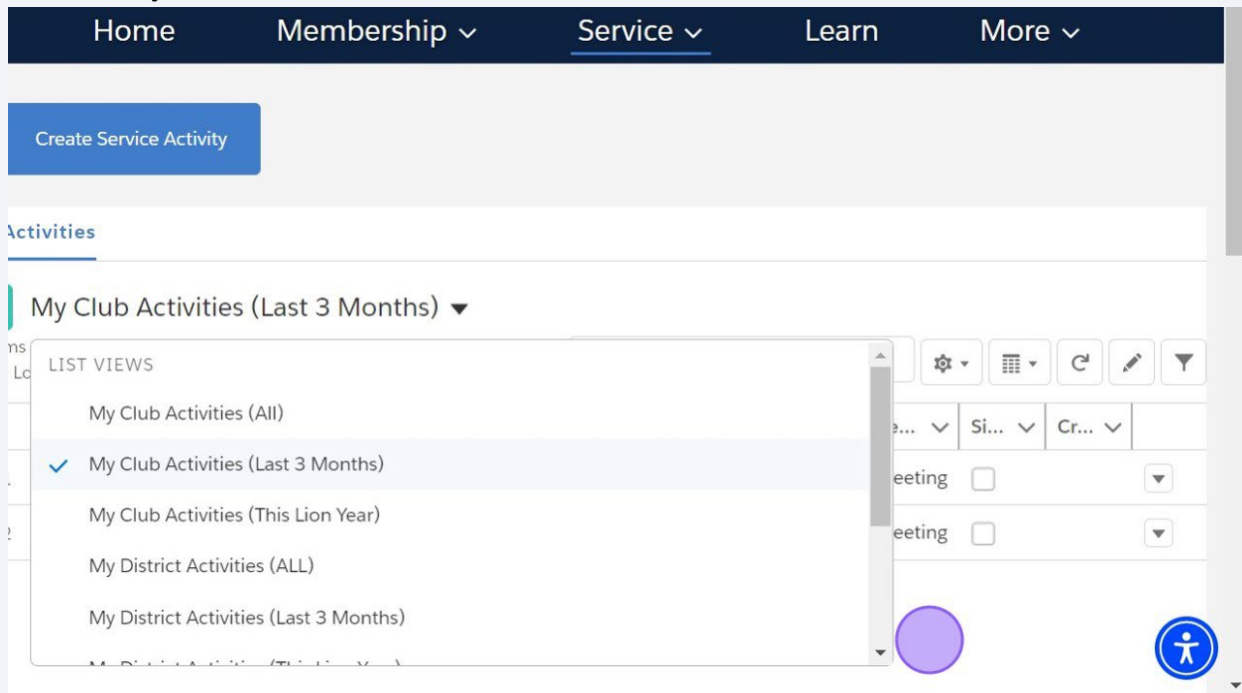 Home Membership Service Learn More
Create Service Activity
Activities
My Club Activities (Last 3 Months)
LIST VIEWS
My Club Activities (All)
e... Si... Cr...
My Club Activities (Last 3 Months)
eeting
My Club Activities (This Lion Year)
2
eeting
My District Activities (ALL)
My District Activities (Last 3 Months)